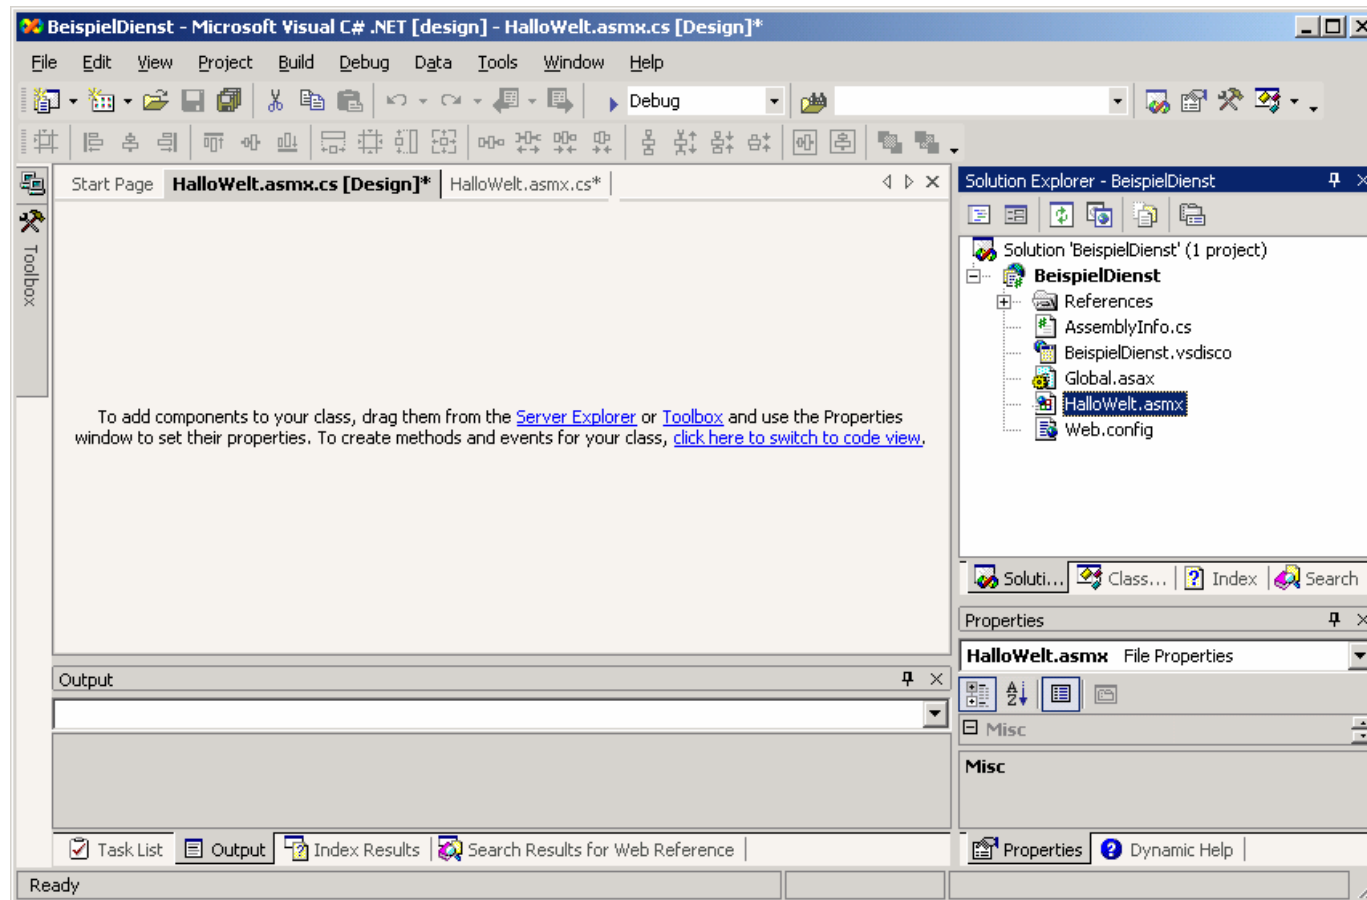 BeispielDienst - Microsoft Visual C# .NET [design] - HalloWelt.asmx.cs [Design]*
File Edit View Project Build Debug Data Tools Window Help
Debug
Start Page HalloWelt.asmx.cs [Design]* HalloWelt.asmx.cs*
Toolbox
To add components to your class, drag them from the Server Explorer or Toolbox and use the Properties
window to set their properties. To create methods and events for your class, click here to switch to code view.
Solution Explorer - BeispielDienst
Solution 'BeispielDienst' (1 project)
BeispielDienst
References
AssemblyInfo.cs
BeispielDienst.vsdisco
Global.asax
HalloWelt.asmx
Web.config
Soluti... Class... Index Search
Properties
HalloWelt.asmx File Properties
Misc
Misc
Properties Dynamic Help
Output
Task List Output Index Results Search Results for Web Reference
Ready